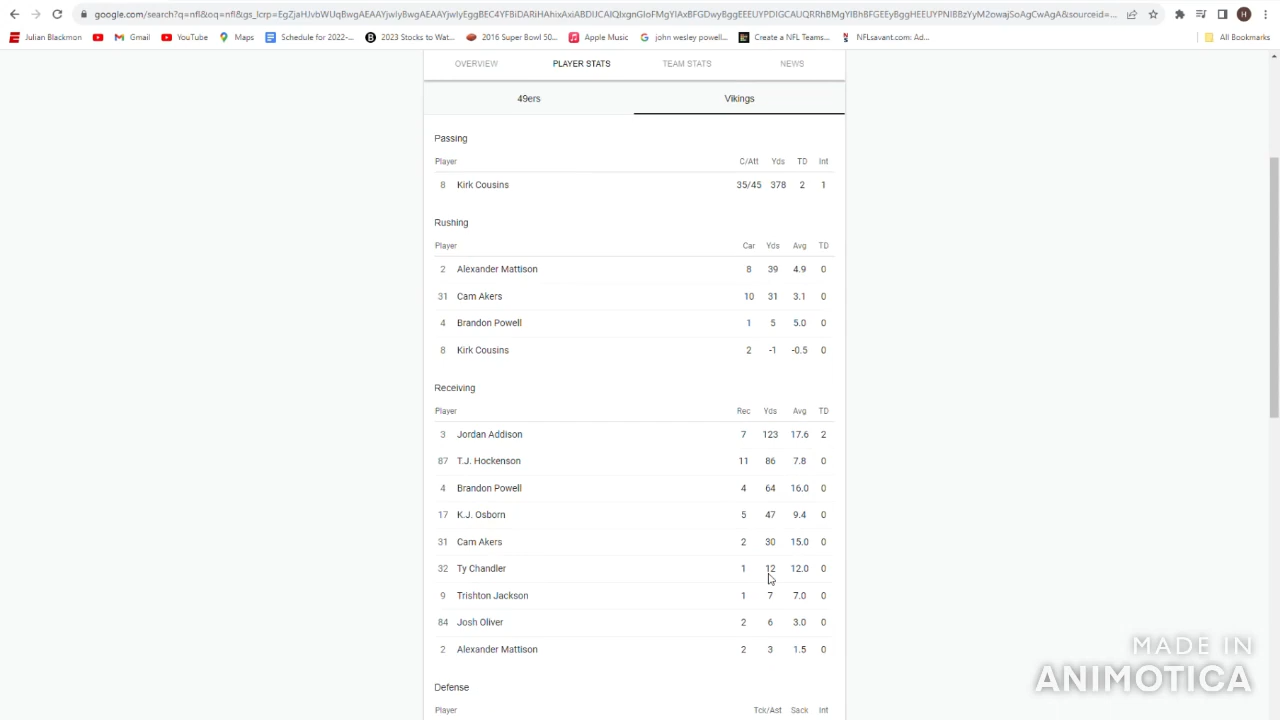 google.com/search?q=nfl&oq=nfl&gs_lcrp=
Julian Blackmon Gmail YouTube Maps Schedule for 2022-... 2023 Stocks to Wat... 2016 Super Bowl 50... Apple Music john wesley powell... Create a NFL Teams... NFLsavant.com: Ad... All Bookmarks
OVERVIEW PLAYER STATS TEAM STATS NEWS
49ers Vikings
Passing
Player C/Att Yds TD Int
8 Kirk Cousins 35/45 378 2 1
Rushing
Player Car Yds Avg TD
2 Alexander Mattison 8 39 4.9 0
31 Cam Akers 10 31 3.1 0
4 Brandon Powell 1 5 5.0 0
8 Kirk Cousins 2 -1 -0.5 0
Receiving
Player Rec Yds Avg TD
3 Jordan Addison 7 123 17.6 2
87 T.J. Hockenson 11 86 7.8 0
4 Brandon Powell 4 64 16.0 0
17 K.J. Osborn 5 47 9.4 0
31 Cam Akers 2 30 15.0 0
32 Ty Chandler 1 12 12.0 0
9 Trishton Jackson 1 7 7.0 0
84 Josh Oliver 2 6 3.0 0
2 Alexander Mattison 2 3 1.5 0
Defense
Player Tck/Ast Sack Int
MADE IN
ANIMOTICA